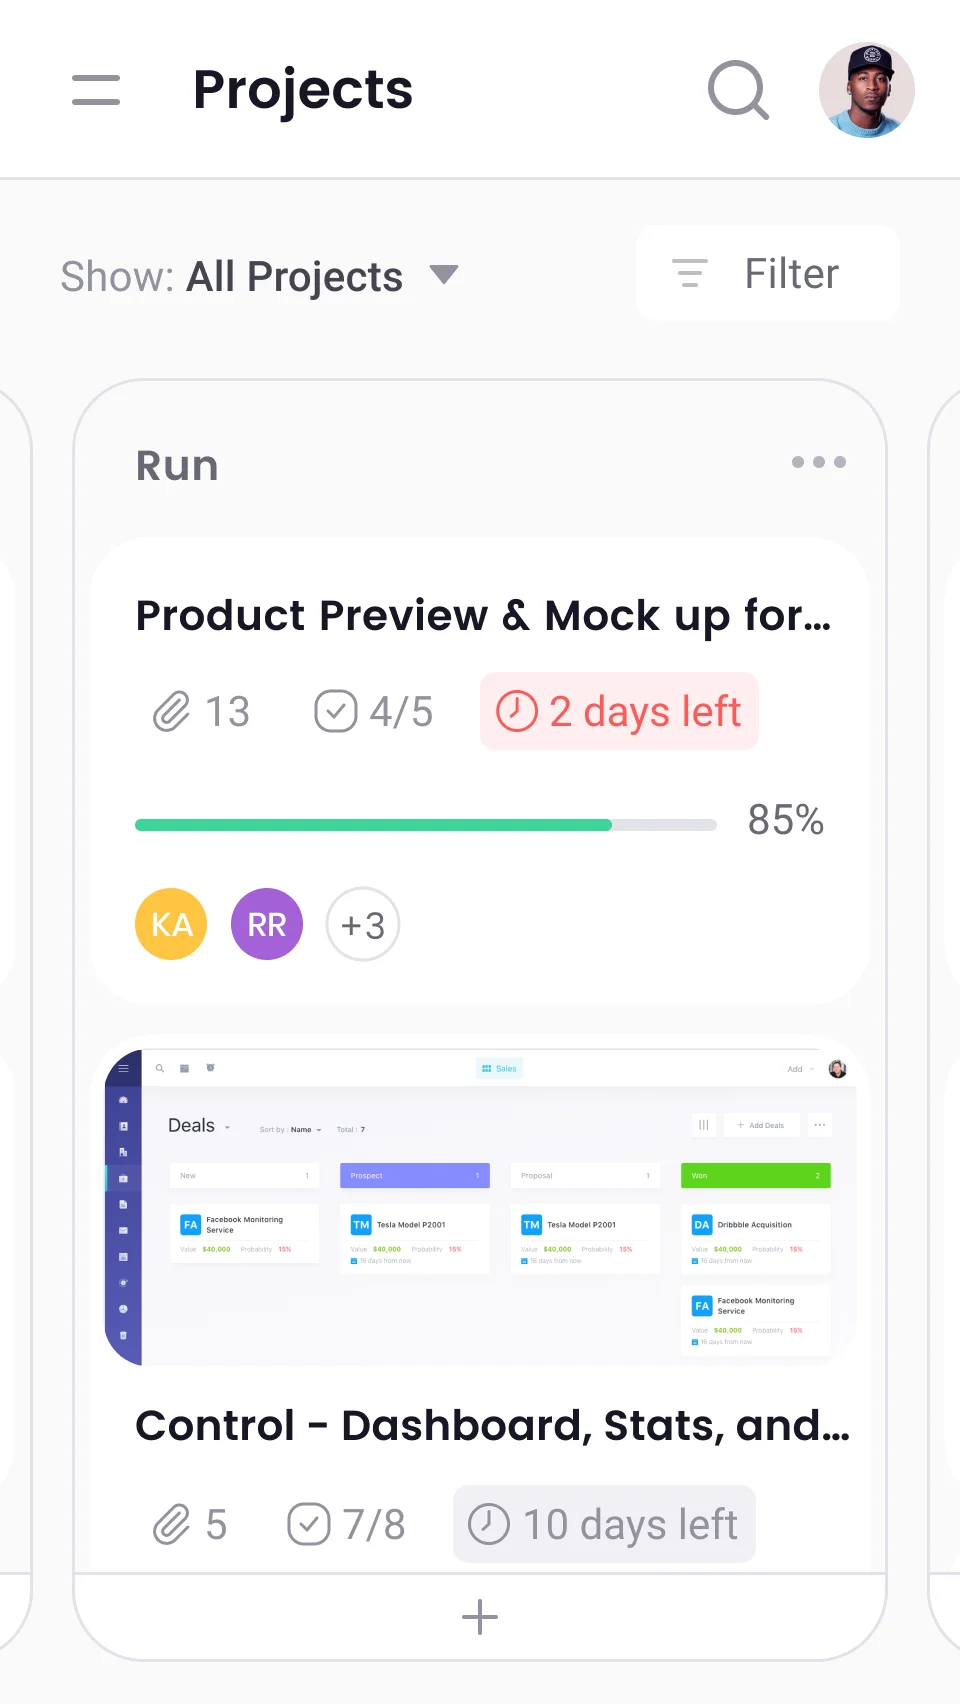 Projects
Show: All Projects
Filter
Run
Product Preview & Mock up for...
13
4/5
2 days left
85%
KA
RR
+3
Sales
Add
Deals
Sort by : Name
Total : 7
+ Add Deals
New 1
Prospect 1
Proposal 1
Won 2
FA Facebook Monitoring
Service
Value $40,000 Probability 15%
TM Tesla Model P2001
Value $40,000 Probability 15%
16 days from now
TM Tesla Model P2001
Value $40,000 Probability 15%
16 days from now
DA Dribbble Acquisition
Value $40,000 Probability 15%
16 days from now
FA Facebook Monitoring
Service
Value $40,000 Probability 15%
16 days from now
Control - Dashboard, Stats, and...
5
7/8
10 days left